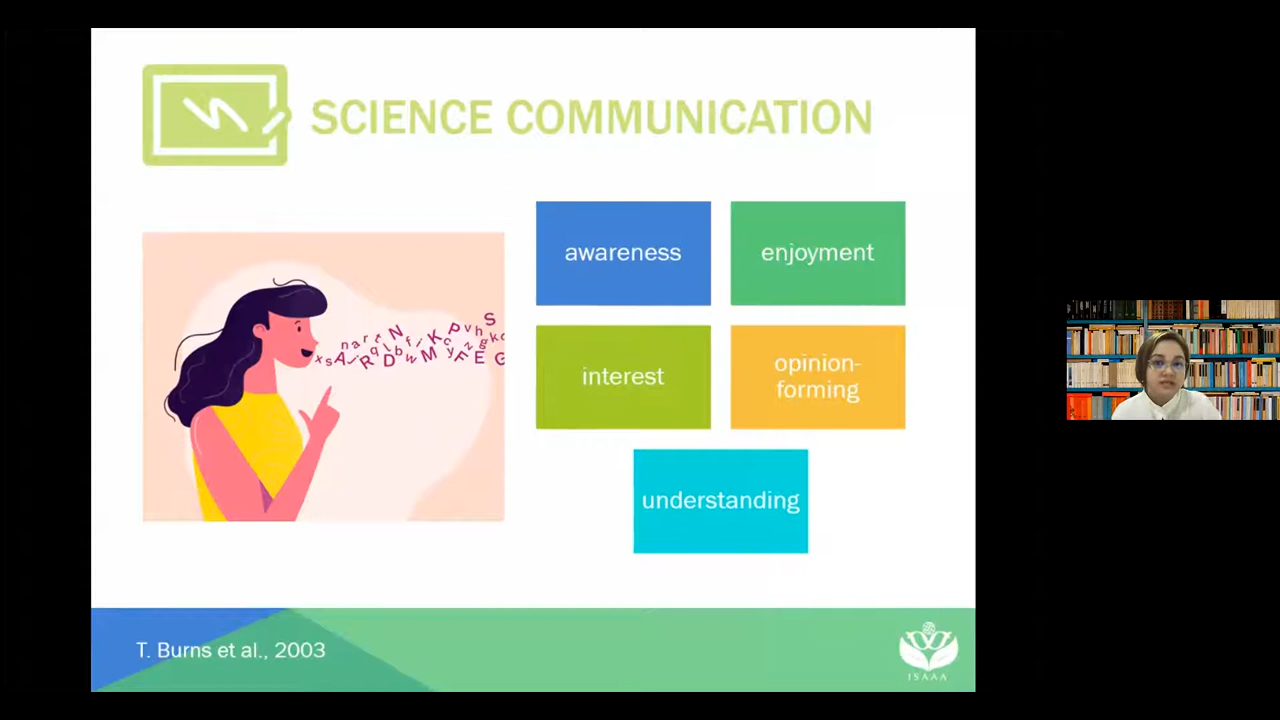 SCIENCE COMMUNICATION
awareness
enjoyment
interest
opinion-
forming
understanding
T. Burns et al., 2003
ISAAA